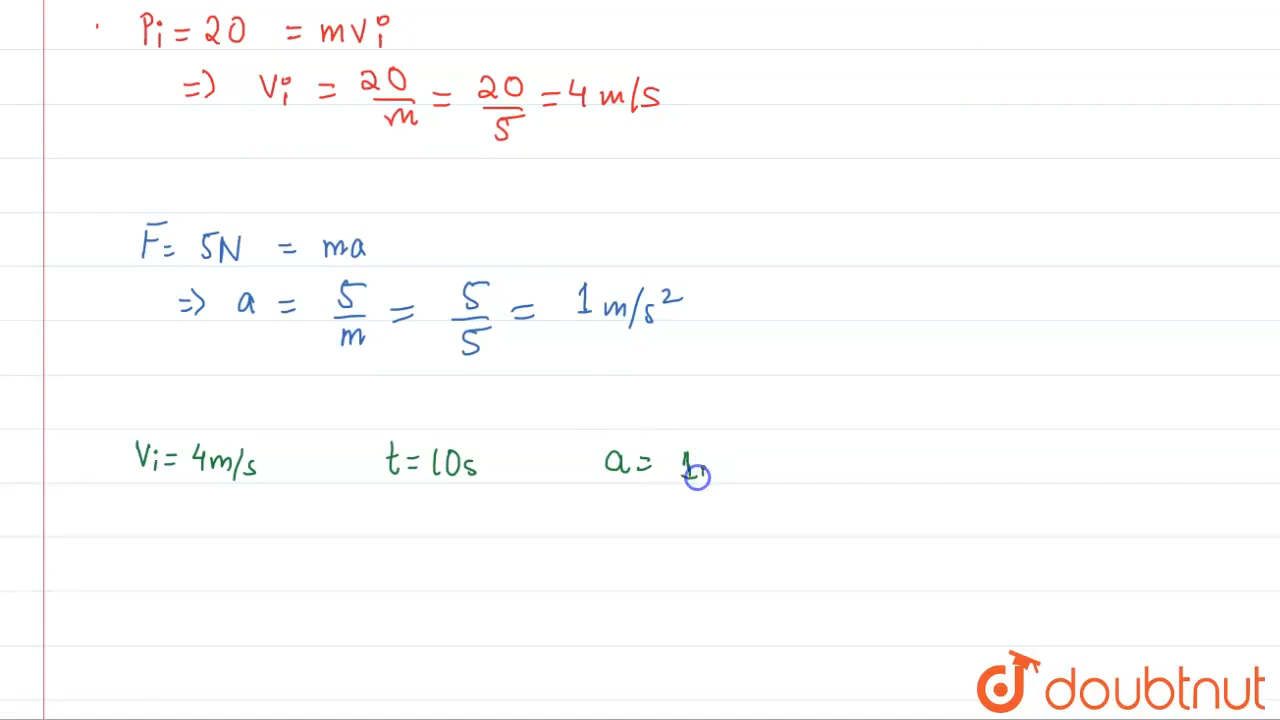 Pi = 20 = mvi
=> vi = 20/m = 20/5 = 4 m/s
F = 5N = ma
=> a = 5/m = 5/5 = 1 m/s²
Vi = 4m/s t = 10s a = 1
doubtnut